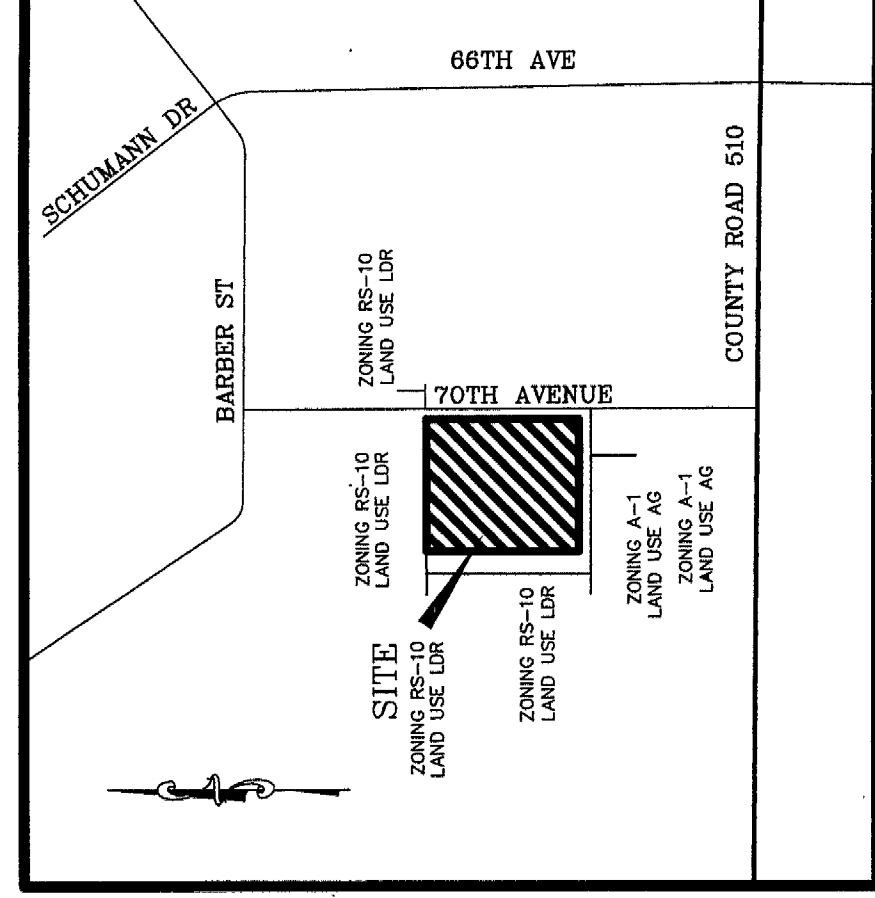 66TH AVE
SCHUMANN DR
COUNTY ROAD 510
BARBER ST
ZONING RS-10
LAND USE LDR
70TH AVENUE
ZONING RS-10
LAND USE LDR
ZONING A-1
LAND USE AG
ZONING A-1
LAND USE AG
ZONING RS-10
LAND USE LDR
SITE
ZONING RS-10
LAND USE LDR
N